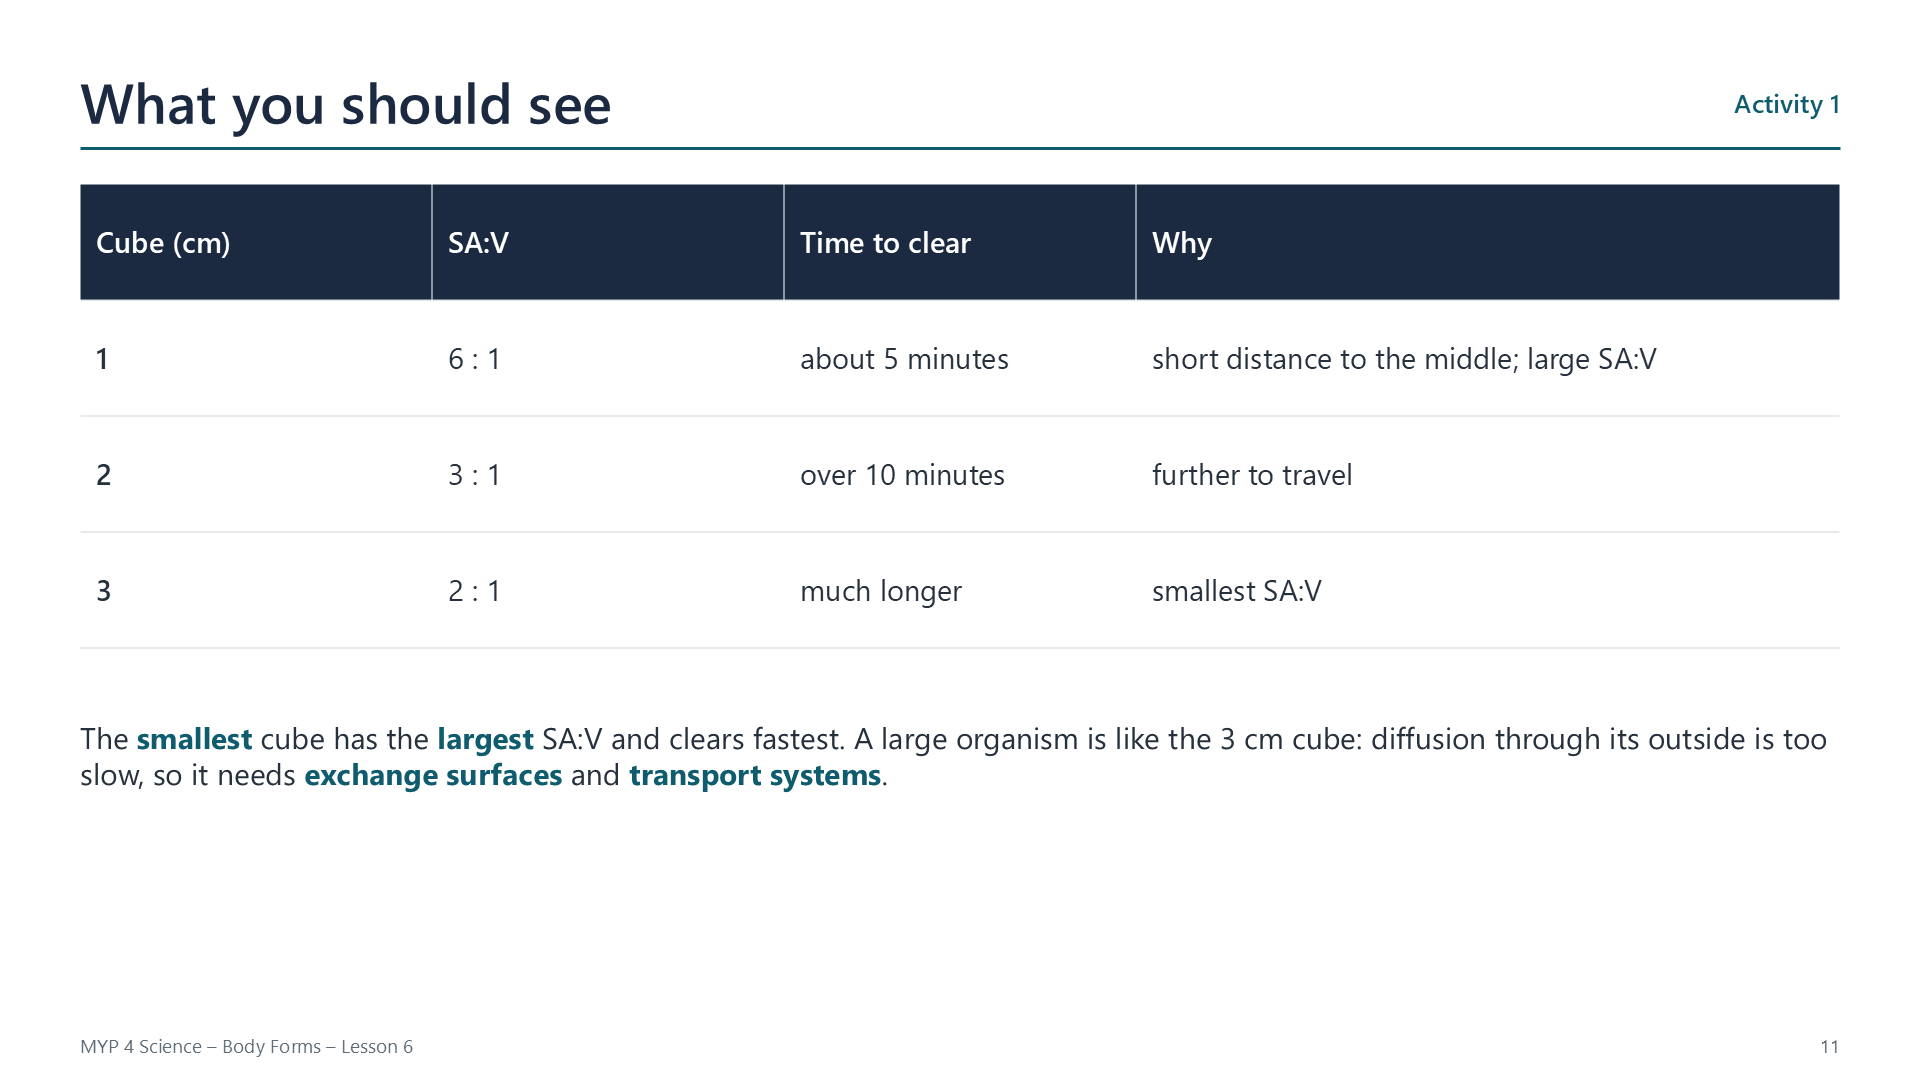 What you should see
Activity 1
Cube (cm) SA:V Time to clear Why
1 6 : 1 about 5 minutes short distance to the middle; large SA:V
2 3 : 1 over 10 minutes further to travel
3 2 : 1 much longer smallest SA:V
The smallest cube has the largest SA:V and clears fastest. A large organism is like the 3 cm cube: diffusion through its outside is too
slow, so it needs exchange surfaces and transport systems.
MYP 4 Science – Body Forms – Lesson 6
11